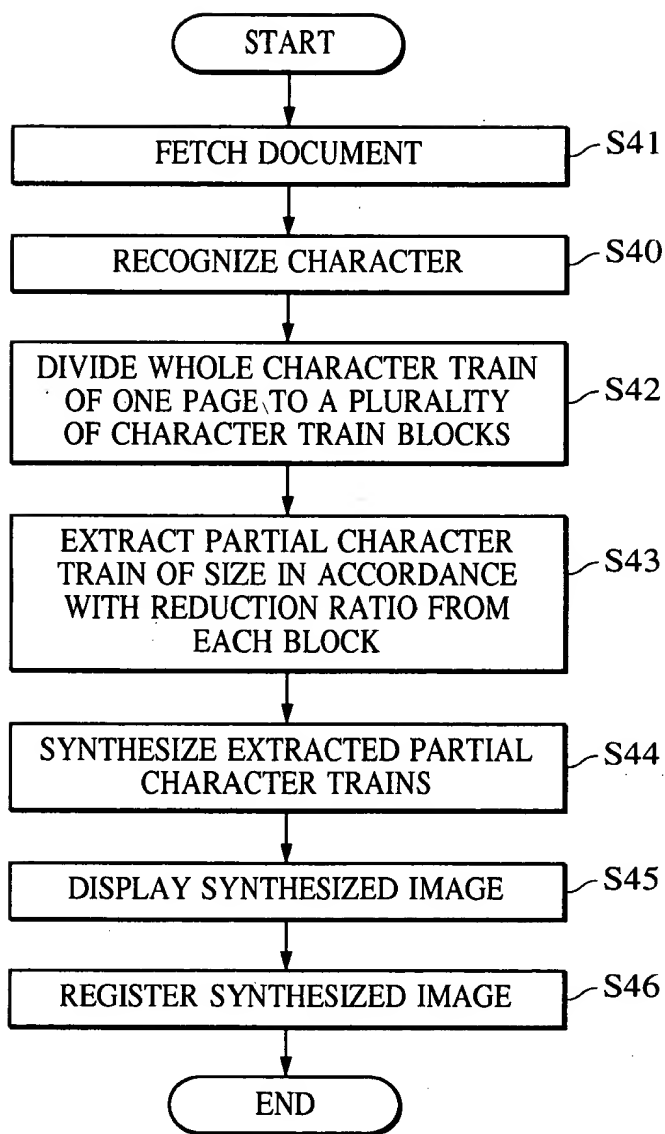 START
FETCH DOCUMENT
S41
RECOGNIZE CHARACTER
S40
DIVIDE WHOLE CHARACTER TRAIN
OF ONE PAGE TO A PLURALITY
OF CHARACTER TRAIN BLOCKS
S42
EXTRACT PARTIAL CHARACTER
TRAIN OF SIZE IN ACCORDANCE
WITH REDUCTION RATIO FROM
EACH BLOCK
S43
SYNTHESIZE EXTRACTED PARTIAL
CHARACTER TRAINS
S44
DISPLAY SYNTHESIZED IMAGE
S45
REGISTER SYNTHESIZED IMAGE
S46
END